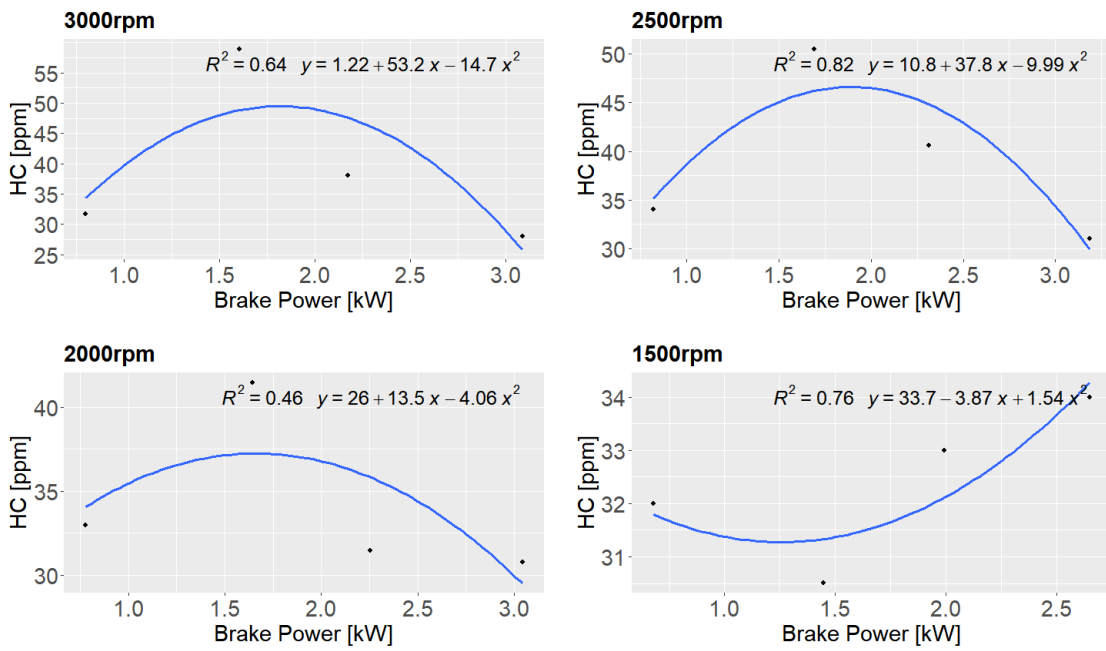 3000rpm
R² = 0.64 y = 1.22 + 53.2 x − 14.7 x²
HC [ppm]
55
50
45
40
35
30
25
1.0 1.5 2.0 2.5 3.0
Brake Power [kW]
2500rpm
R² = 0.82 y = 10.8 + 37.8 x − 9.99 x²
HC [ppm]
50
45
40
35
30
1.0 1.5 2.0 2.5 3.0
Brake Power [kW]
2000rpm
R² = 0.46 y = 26 + 13.5 x − 4.06 x²
HC [ppm]
40
35
30
1.0 1.5 2.0 2.5 3.0
Brake Power [kW]
1500rpm
R² = 0.76 y = 33.7 − 3.87 x + 1.54 x²
HC [ppm]
34
33
32
31
1.0 1.5 2.0 2.5
Brake Power [kW]